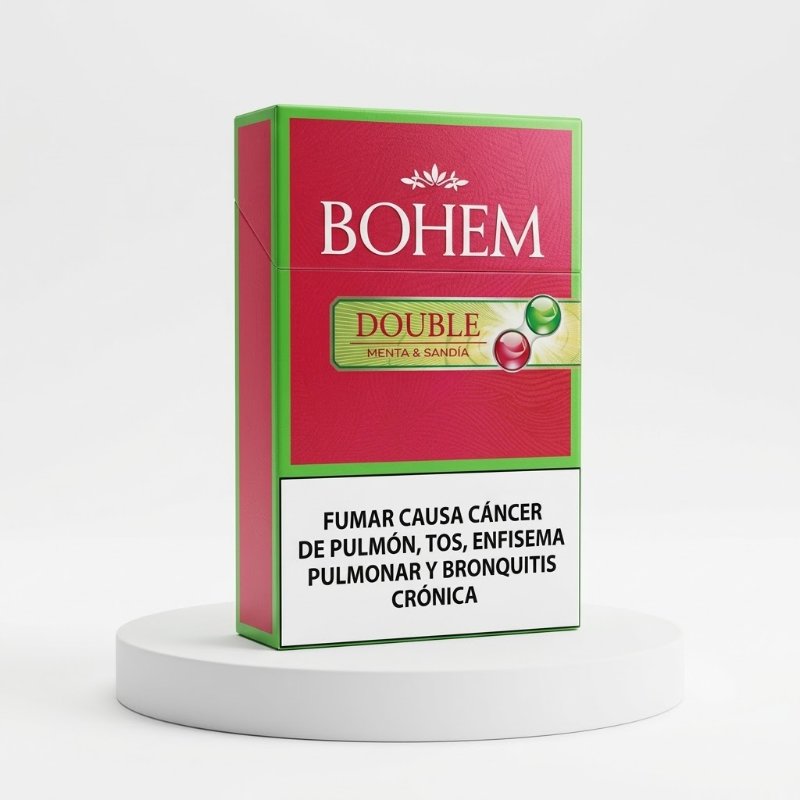 BOHEM
DOUBLE
MENTA & SANDÍA
FUMAR CAUSA CÁNCER
DE PULMÓN, TOS, ENFISEMA
PULMONAR Y BRONQUITIS
CRÓNICA